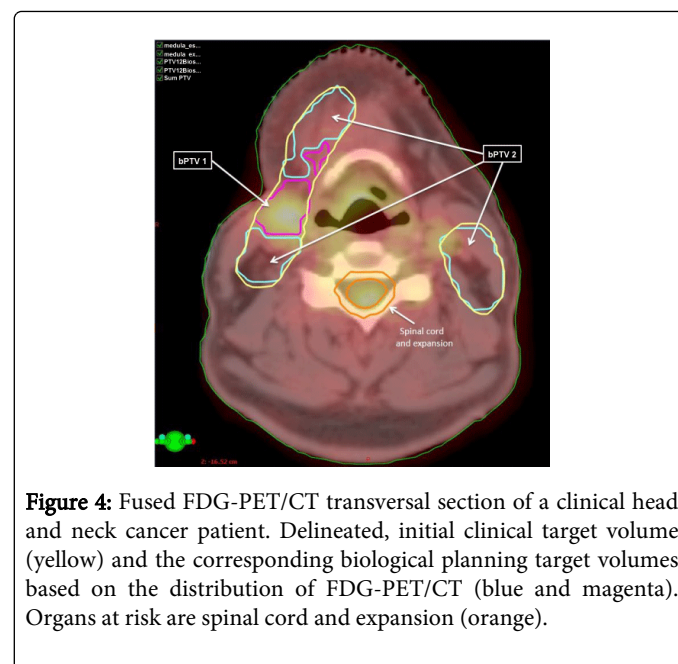 medula_es...
medula_ex...
PTV12Bios...
PTV12Bios...
Sum PTV
bPTV 1
bPTV 2
Spinal cord
and expansion
Z: -16.52 cm
Figure 4: Fused FDG-PET/CT transversal section of a clinical head
and neck cancer patient. Delineated, initial clinical target volume
(yellow) and the corresponding biological planning target volumes
based on the distribution of FDG-PET/CT (blue and magenta).
Organs at risk are spinal cord and expansion (orange).